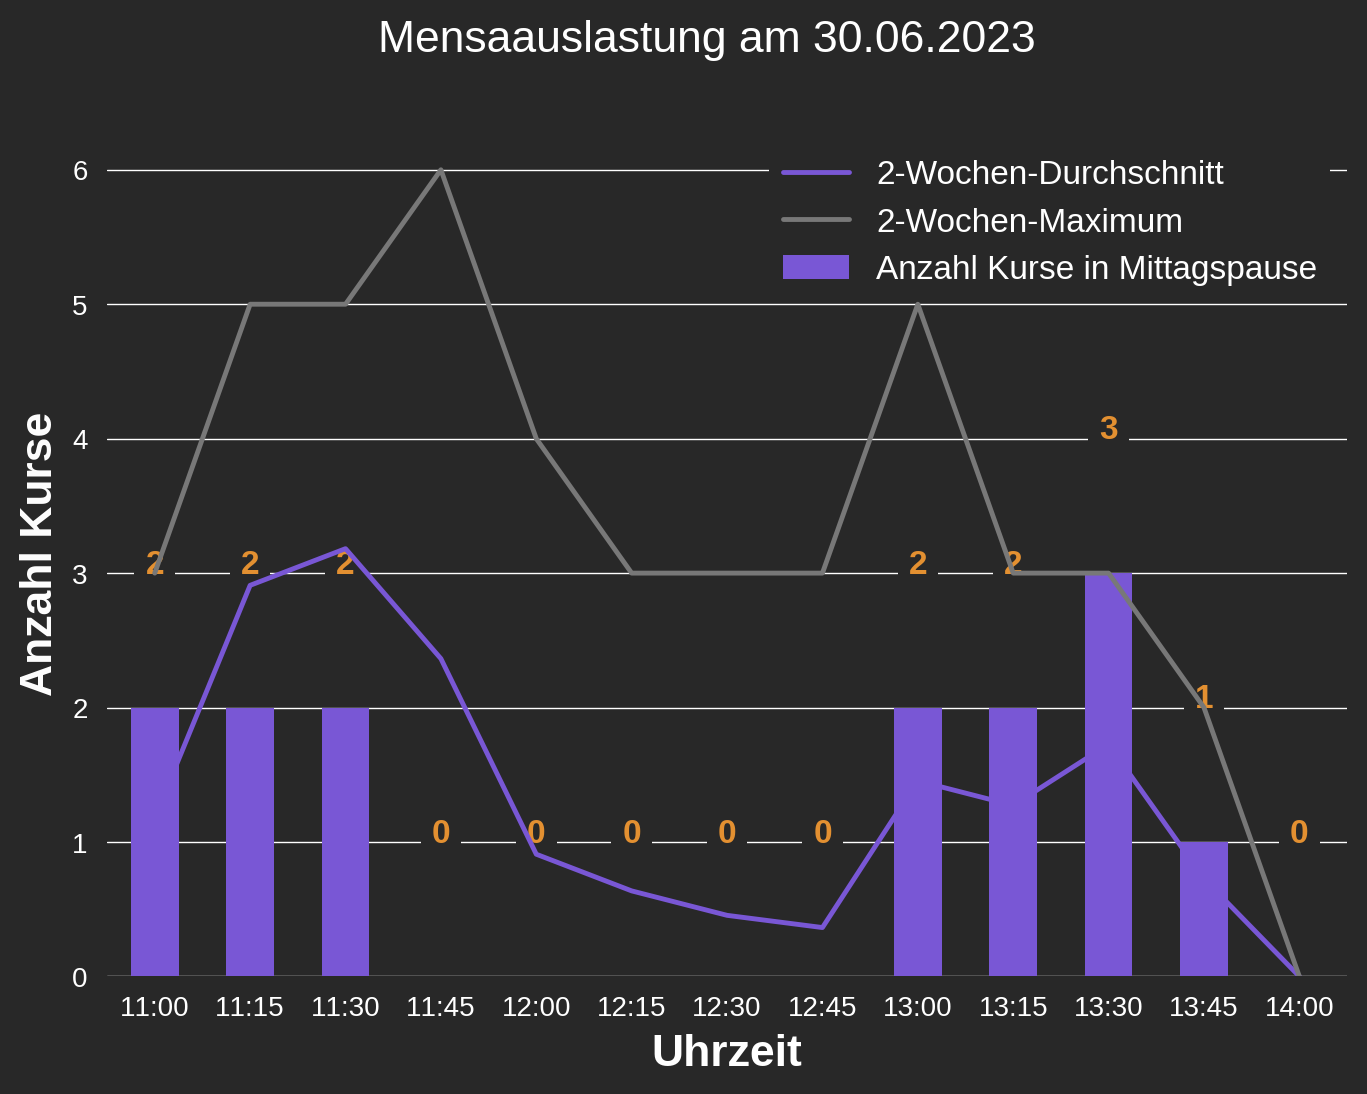 Mensaauslastung am 30.06.2023
2-Wochen-Durchschnitt
2-Wochen-Maximum
Anzahl Kurse in Mittagspause
Anzahl Kurse
6
5
4
3
2
1
0
2 2 2 0 0 0 0 0 2 2 3 1 0
11:00 11:15 11:30 11:45 12:00 12:15 12:30 12:45 13:00 13:15 13:30 13:45 14:00
Uhrzeit